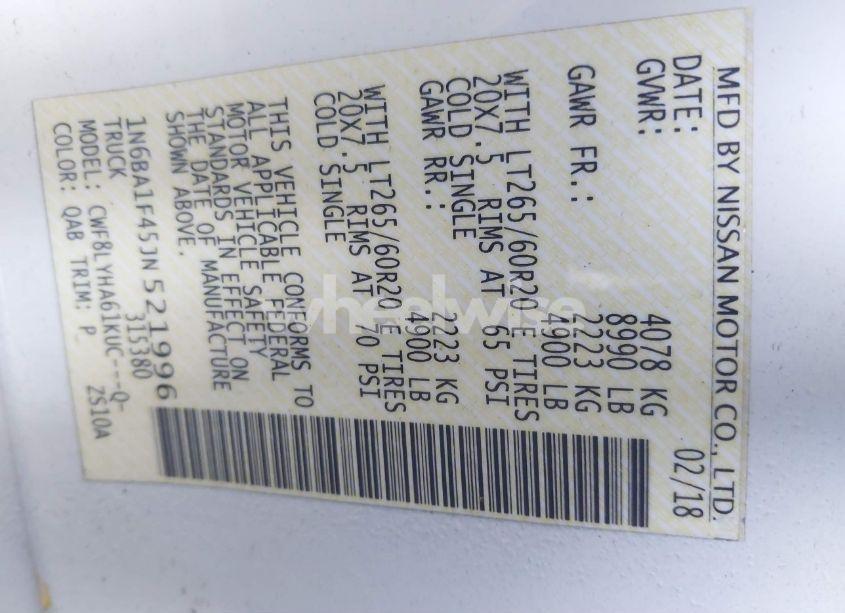 MFD BY NISSAN MOTOR CO., LTD.
DATE: 02/18
GVWR: 4078 KG
8990 LB
GAWR FR.: 2223 KG
4900 LB
WITH LT265/60R20 E TIRES
20X7.5 RIMS AT 65 PSI
COLD SINGLE
GAWR RR.: 2223 KG
4900 LB
WITH LT265/60R20 E TIRES
20X7.5 RIMS AT 70 PSI
COLD SINGLE
THIS VEHICLE CONFORMS TO
ALL APPLICABLE FEDERAL
MOTOR VEHICLE SAFETY
STANDARDS IN EFFECT ON
THE DATE OF MANUFACTURE
SHOWN ABOVE.
1N6BA1F45JN521996
TRUCK 315380
MODEL: CWF8LYHA61KUC---Q-
COLOR: QAB TRIM: P ZS10A
wheelwise